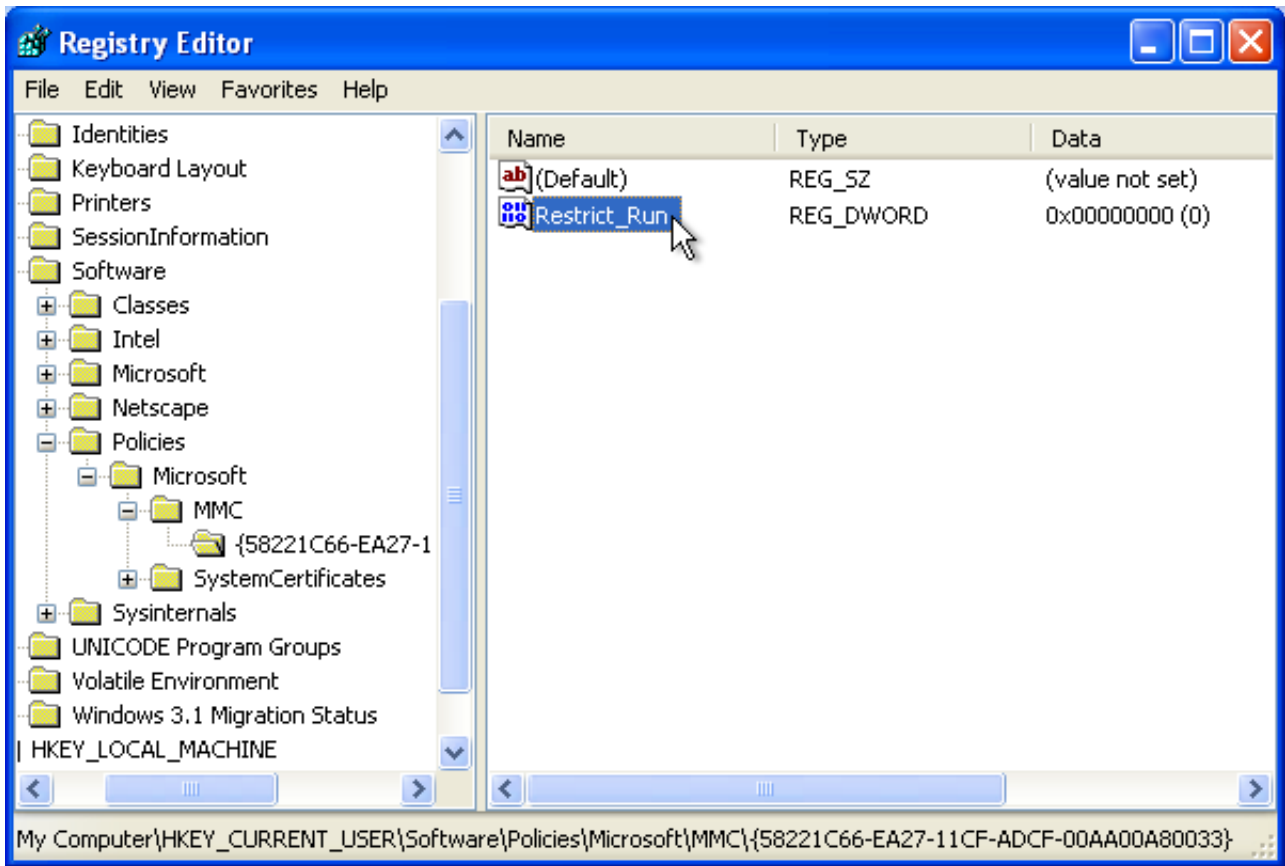 Registry Editor
File Edit View Favorites Help
Identities
Keyboard Layout
Printers
SessionInformation
Software
Classes
Intel
Microsoft
Netscape
Policies
Microsoft
MMC
{58221C66-EA27-1
SystemCertificates
Sysinternals
UNICODE Program Groups
Volatile Environment
Windows 3.1 Migration Status
HKEY_LOCAL_MACHINE
Name Type Data
(Default) REG_SZ (value not set)
Restrict_Run REG_DWORD 0x00000000 (0)
My Computer\HKEY_CURRENT_USER\Software\Policies\Microsoft\MMC\{58221C66-EA27-11CF-ADCF-00AA00A80033}